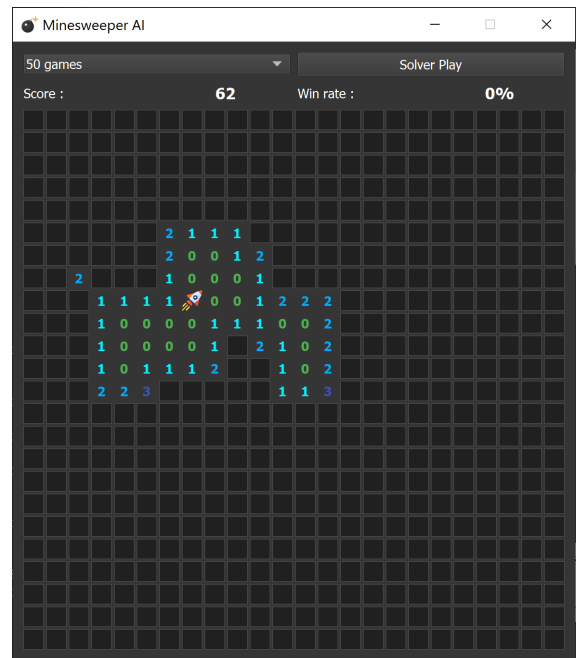 Minesweeper AI
50 games Solver Play
Score : 62 Win rate : 0%
2 1 1 1
2 0 0 1 2
2 1 0 0 0 1
1 1 1 1 0 0 1 2 2 2
1 0 0 0 0 1 1 1 0 0 2
1 0 0 0 0 1 2 1 0 2
1 0 1 1 1 2 1 0 2
2 2 3 1 1 3